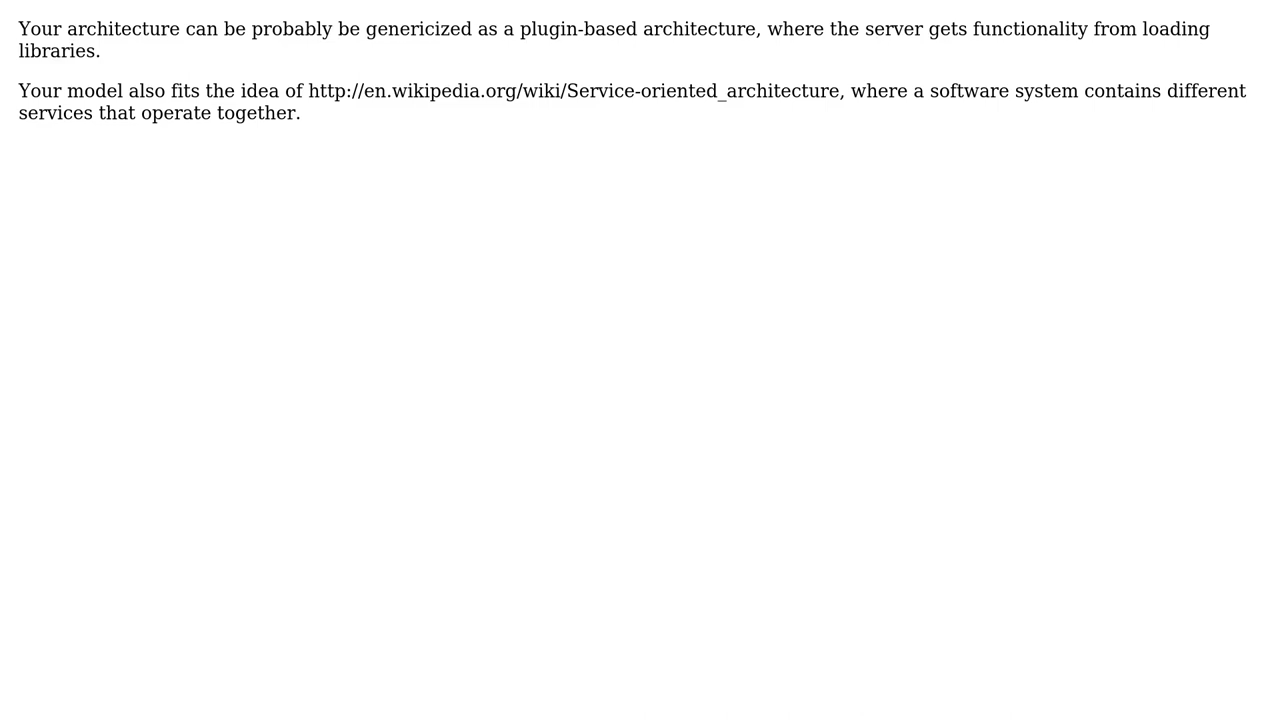 Your architecture can be probably be genericized as a plugin-based architecture, where the server gets functionality from loading
libraries.
Your model also fits the idea of http://en.wikipedia.org/wiki/Service-oriented_architecture, where a software system contains different
services that operate together.